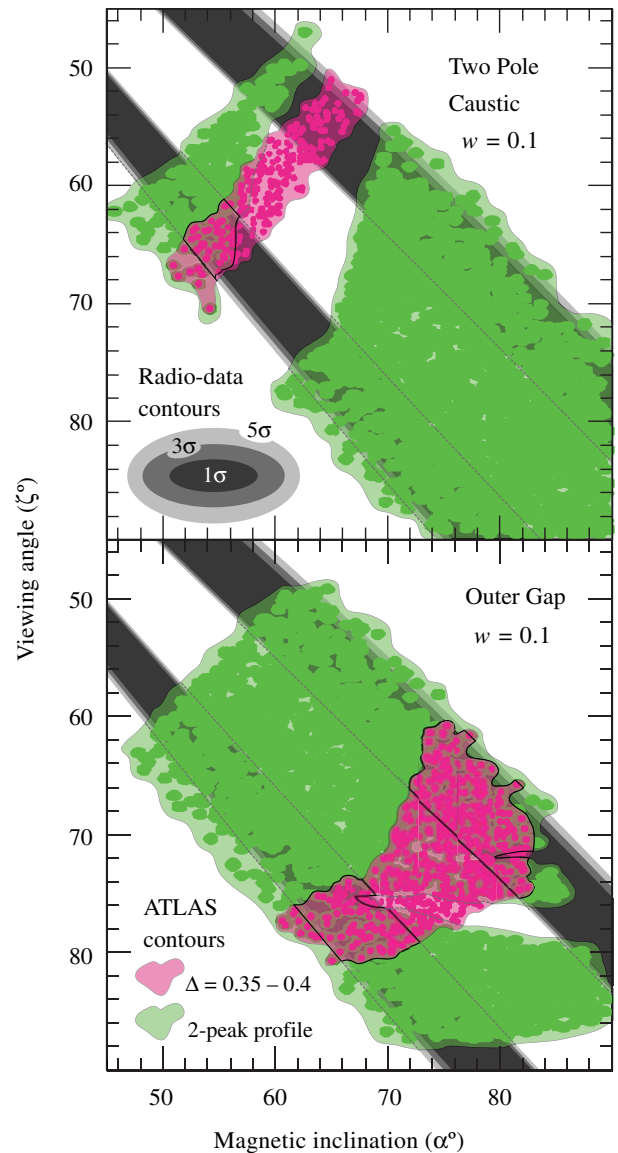 50
60
70
80
Two Pole
Caustic
w = 0.1
Radio-data
contours
5σ
3σ
1σ
Viewing angle (ζº)
50
60
70
80
Outer Gap
w = 0.1
ATLAS
contours
Δ = 0.35 – 0.4
2-peak profile
50
60
70
80
Magnetic inclination (αº)